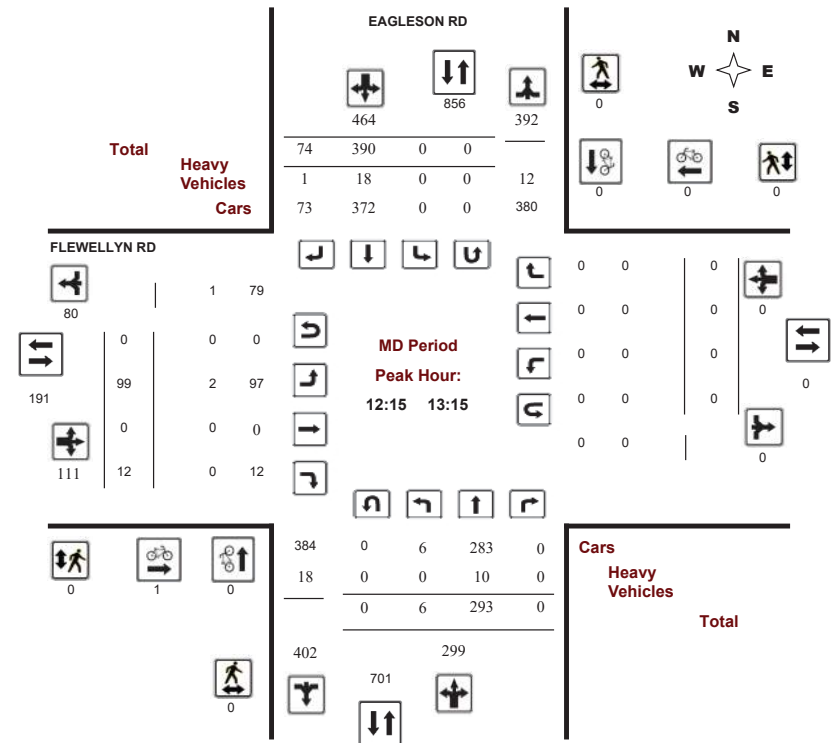 EAGLESON RD
N
W E
S
856
0
464 392
Total 74 390 0 0
Heavy
Vehicles 1 18 0 0 12
Cars 73 372 0 0 380
0 0 0
FLEWELLYN RD
80 1 79
0 0 0
191 99 2 97
0 0 0
111 12 0 12
MD Period
Peak Hour:
12:15 13:15
0 0 0
0 0 0 0
0 0 0
0 0 0 0
0 0 0
384 0 6 283 0 Cars
18 0 0 10 0 Heavy
Vehicles
0 6 293 0 Total
0 1 0
402 299
701
0